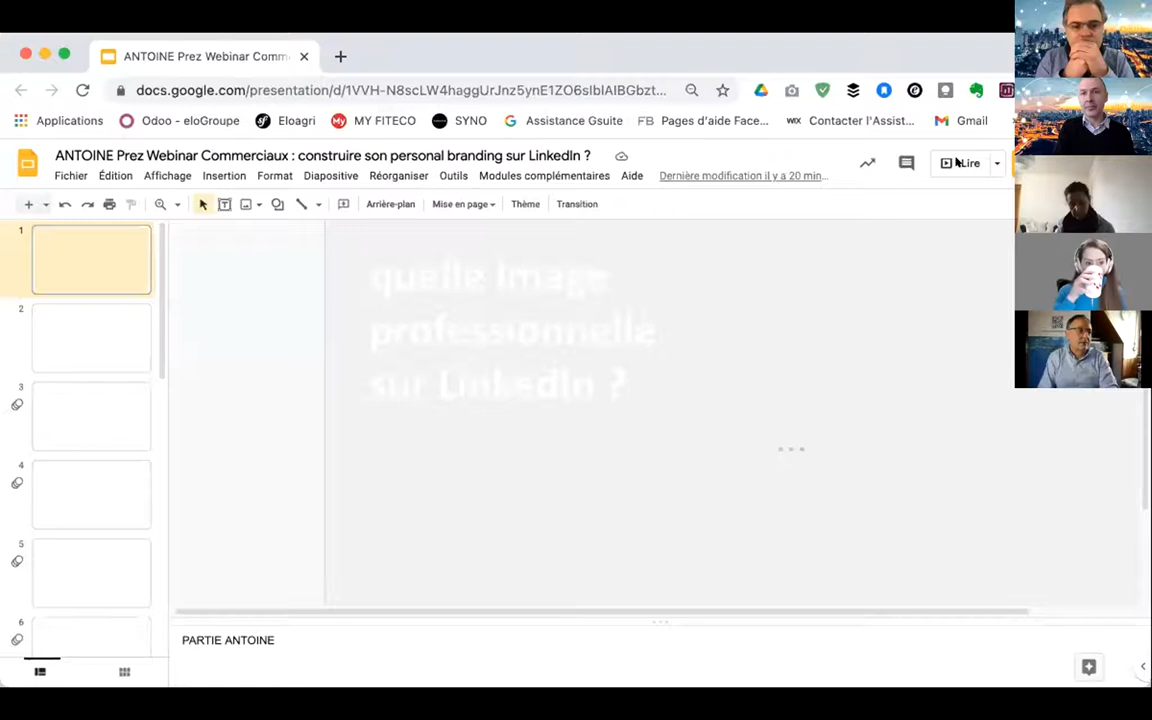 ANTOINE Prez Webinar Comm
docs.google.com/presentation/d/1VVH-N8scLW4haggUrJnz5ynE1ZO6slblAlBGbzt...
Applications Odoo - eloGroupe Eloagri MY FITECO SYNO Assistance Gsuite FB Pages d'aide Face... WiX Contacter l'Assist... Gmail
ANTOINE Prez Webinar Commerciaux : construire son personal branding sur LinkedIn ?
Lire
Fichier Édition Affichage Insertion Format Diapositive Réorganiser Outils Modules complémentaires Aide Dernière modification il y a 20 min...
Arrière-plan Mise en page Thème Transition
1
2
3
4
5
6
quelle image
professionnelle
sur LinkedIn ?
PARTIE ANTOINE